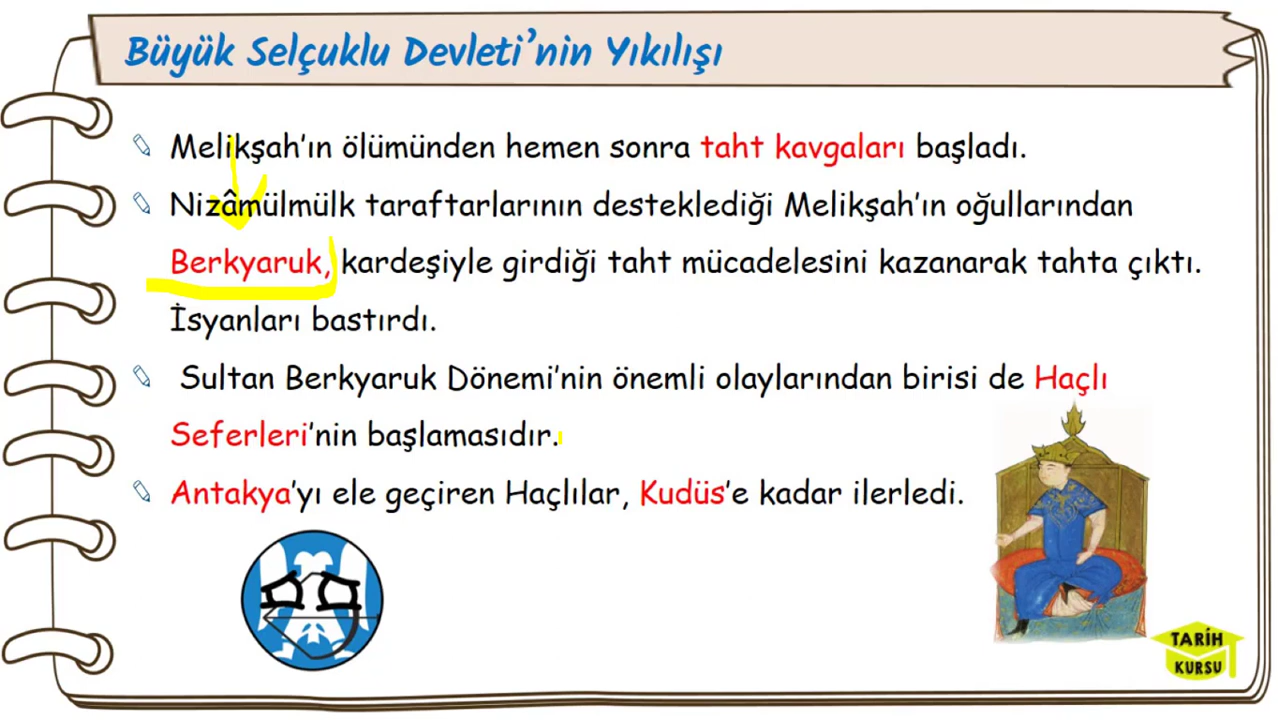 Büyük Selçuklu Devleti’nin Yıkılışı
Melikşah’ın ölümünden hemen sonra taht kavgaları başladı.
Nizâmülmülk taraftarlarının desteklediği Melikşah’ın oğullarından
Berkyaruk, kardeşiyle girdiği taht mücadelesini kazanarak tahta çıktı.
İsyanları bastırdı.
Sultan Berkyaruk Dönemi’nin önemli olaylarından birisi de Haçlı
Seferleri’nin başlamasıdır.
Antakya’yı ele geçiren Haçlılar, Kudüs’e kadar ilerledi.
TARİH
KURSU